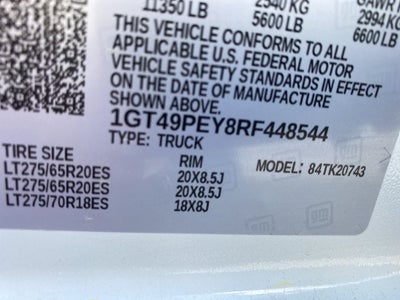 11350 LB 2540 KG GAWR
5600 LB 2994 KG
6600 LB
THIS VEHICLE CONFORMS TO ALL
APPLICABLE U.S. FEDERAL MOTOR
VEHICLE SAFETY STANDARDS IN EFFECT
ON THE DATE OF MANUFACTURE
SHOWN ABOVE.
1GT49PEY8RF448544
TYPE: TRUCK
TIRE SIZE RIM MODEL: 84TK20743
LT275/65R20ES 20X8.5J
LT275/65R20ES 20X8.5J
LT275/70R18ES 18X8J
gm